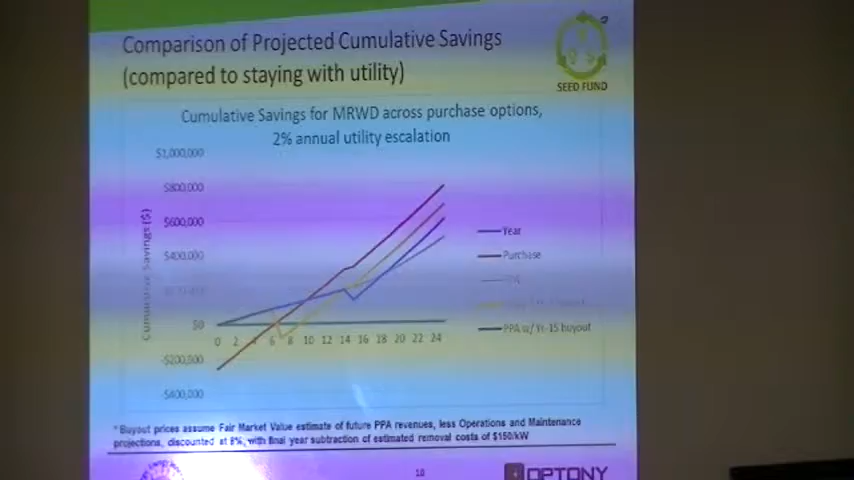 Comparison of Projected Cumulative Savings
(compared to staying with utility)
SEED FUND
Cumulative Savings for MRWD across purchase options,
2% annual utility escalation
$1,000,000
$800,000
$600,000
$400,000
$200,000
$0
-$200,000
-$400,000
Cumulative Savings ($)
0 2 4 6 8 10 12 14 16 18 20 22 24
Year
Purchase
PPA w/ Yr-15 buyout
* Buyout prices assume Fair Market Value estimate of future PPA revenues, less Operations and Maintenance
projections, discounted at 8%, with final year subtraction of estimated removal costs of $150/kW
10
OPTONY